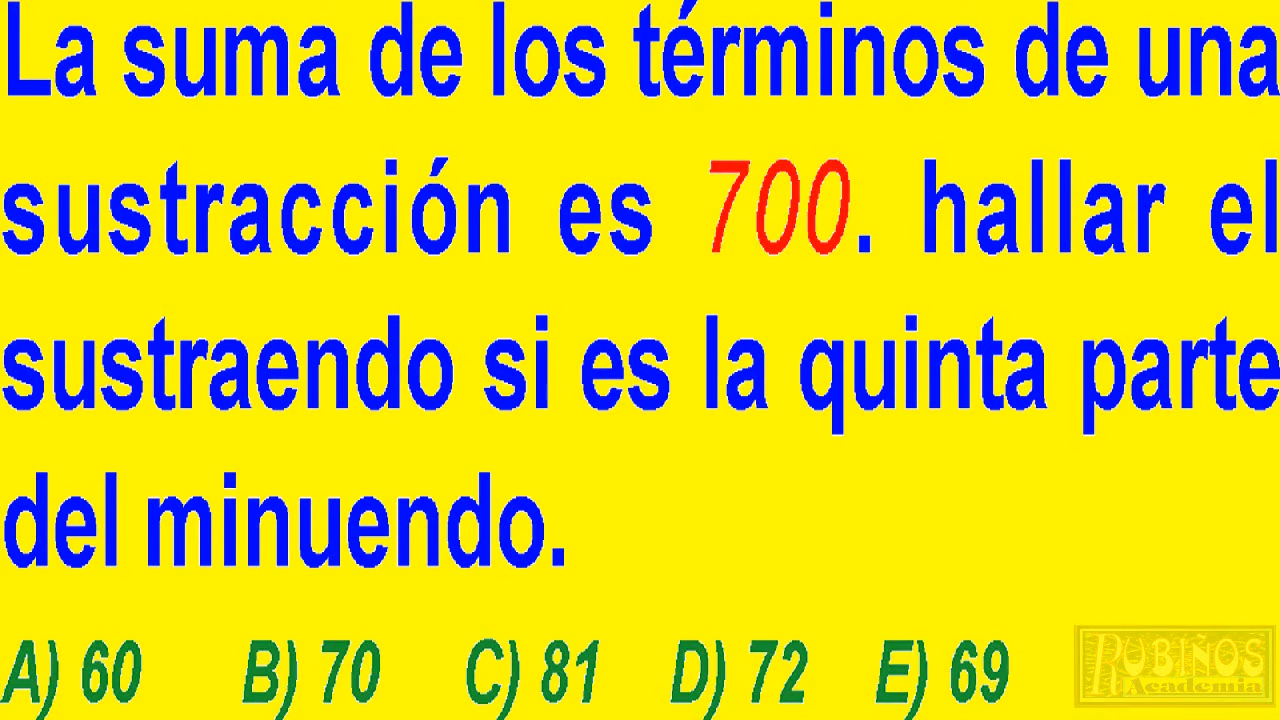 La suma de los términos de una
sustracción es 700. hallar el
sustraendo si es la quinta parte
del minuendo.
A) 60 B) 70 C) 81 D) 72 E) 69
RUBIÑOS
Academia